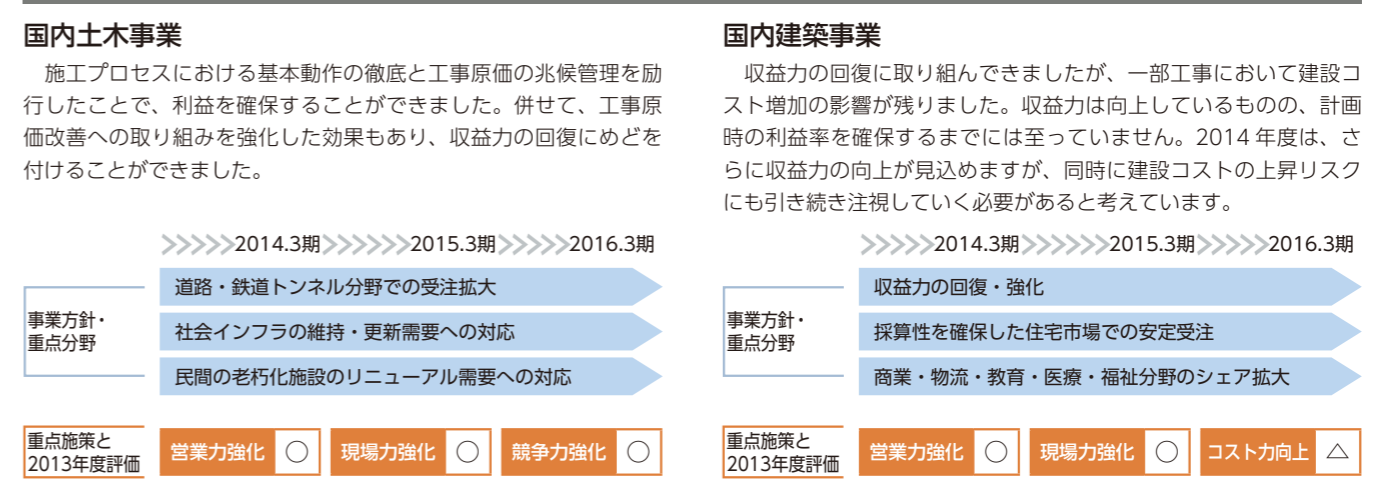 国内土木事業
　施工プロセスにおける基本動作の徹底と工事原価の兆候管理を励
行したことで、利益を確保することができました。併せて、工事原
価改善への取り組みを強化した効果もあり、収益力の回復にめどを
付けることができました。
2014.3期 2015.3期 2016.3期
事業方針・
重点分野
道路・鉄道トンネル分野での受注拡大
社会インフラの維持・更新需要への対応
民間の老朽化施設のリニューアル需要への対応
重点施策と
2013年度評価
営業力強化 ○ 現場力強化 ○ 競争力強化 ○
国内建築事業
　収益力の回復に取り組んできましたが、一部工事において建設コ
スト増加の影響が残りました。収益力は向上しているものの、計画
時の利益率を確保するまでには至っていません。2014年度は、さ
らに収益力の向上が見込めますが、同時に建設コストの上昇リスク
にも引き続き注視していく必要があると考えています。
2014.3期 2015.3期 2016.3期
事業方針・
重点分野
収益力の回復・強化
採算性を確保した住宅市場での安定受注
商業・物流・教育・医療・福祉分野のシェア拡大
重点施策と
2013年度評価
営業力強化 ○ 現場力強化 ○ コスト力向上 △